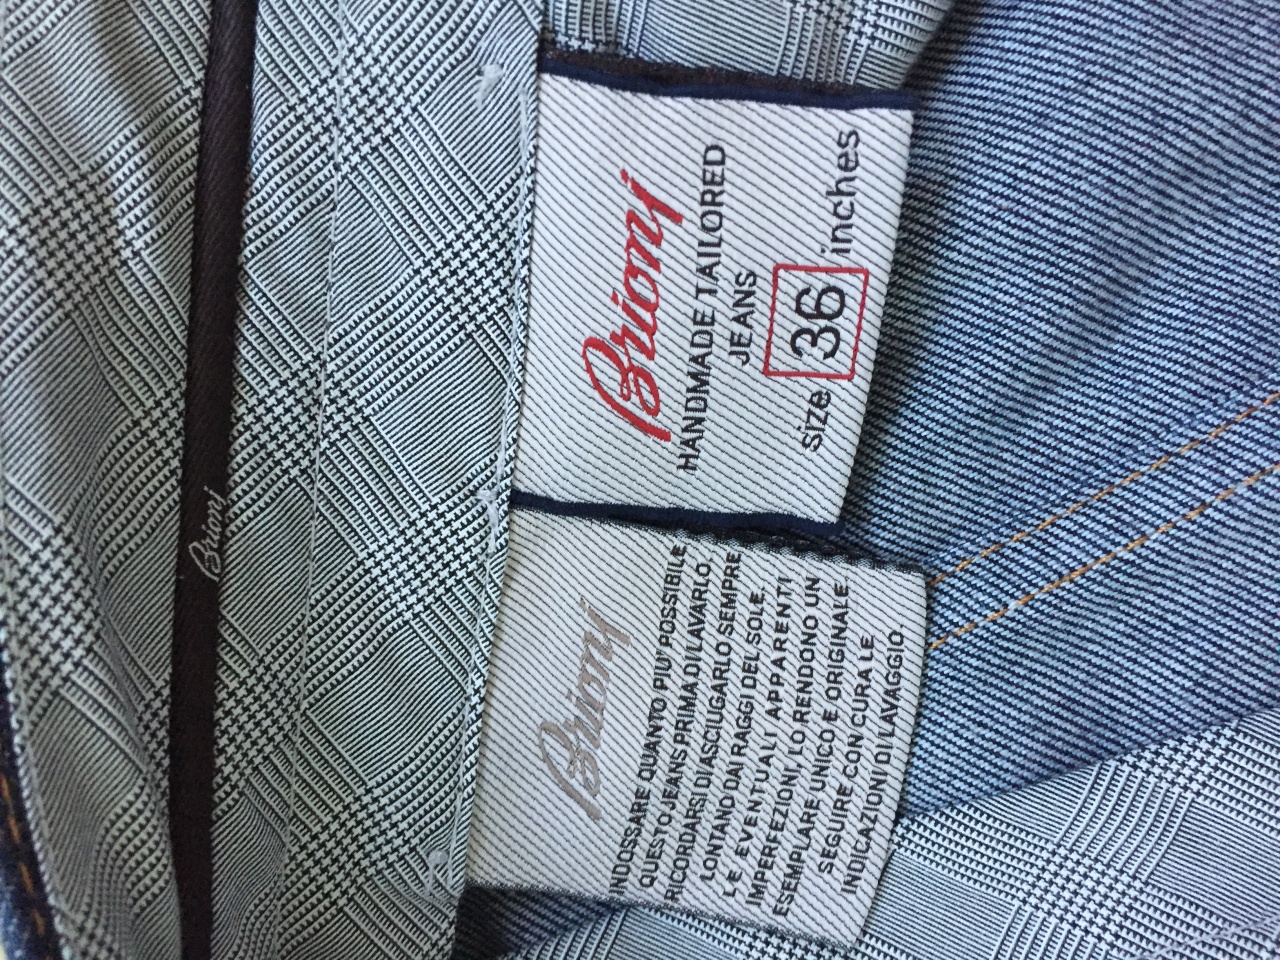 Brioni
Brioni
HANDMADE TAILORED
JEANS
size 36 inches
Brioni
INDOSSARE QUANTO PIU' POSSIBILE
QUESTO JEANS PRIMA DI LAVARLO.
RICORDARSI DI ASCIUGARLO SEMPRE
LONTANO DAI RAGGI DEL SOLE.
LE EVENTUALI APPARENTI
IMPERFEZIONI, LO RENDONO UN
ESEMPLARE UNICO E ORIGINALE.
SEGUIRE CON CURA LE
INDICAZIONI DI LAVAGGIO.